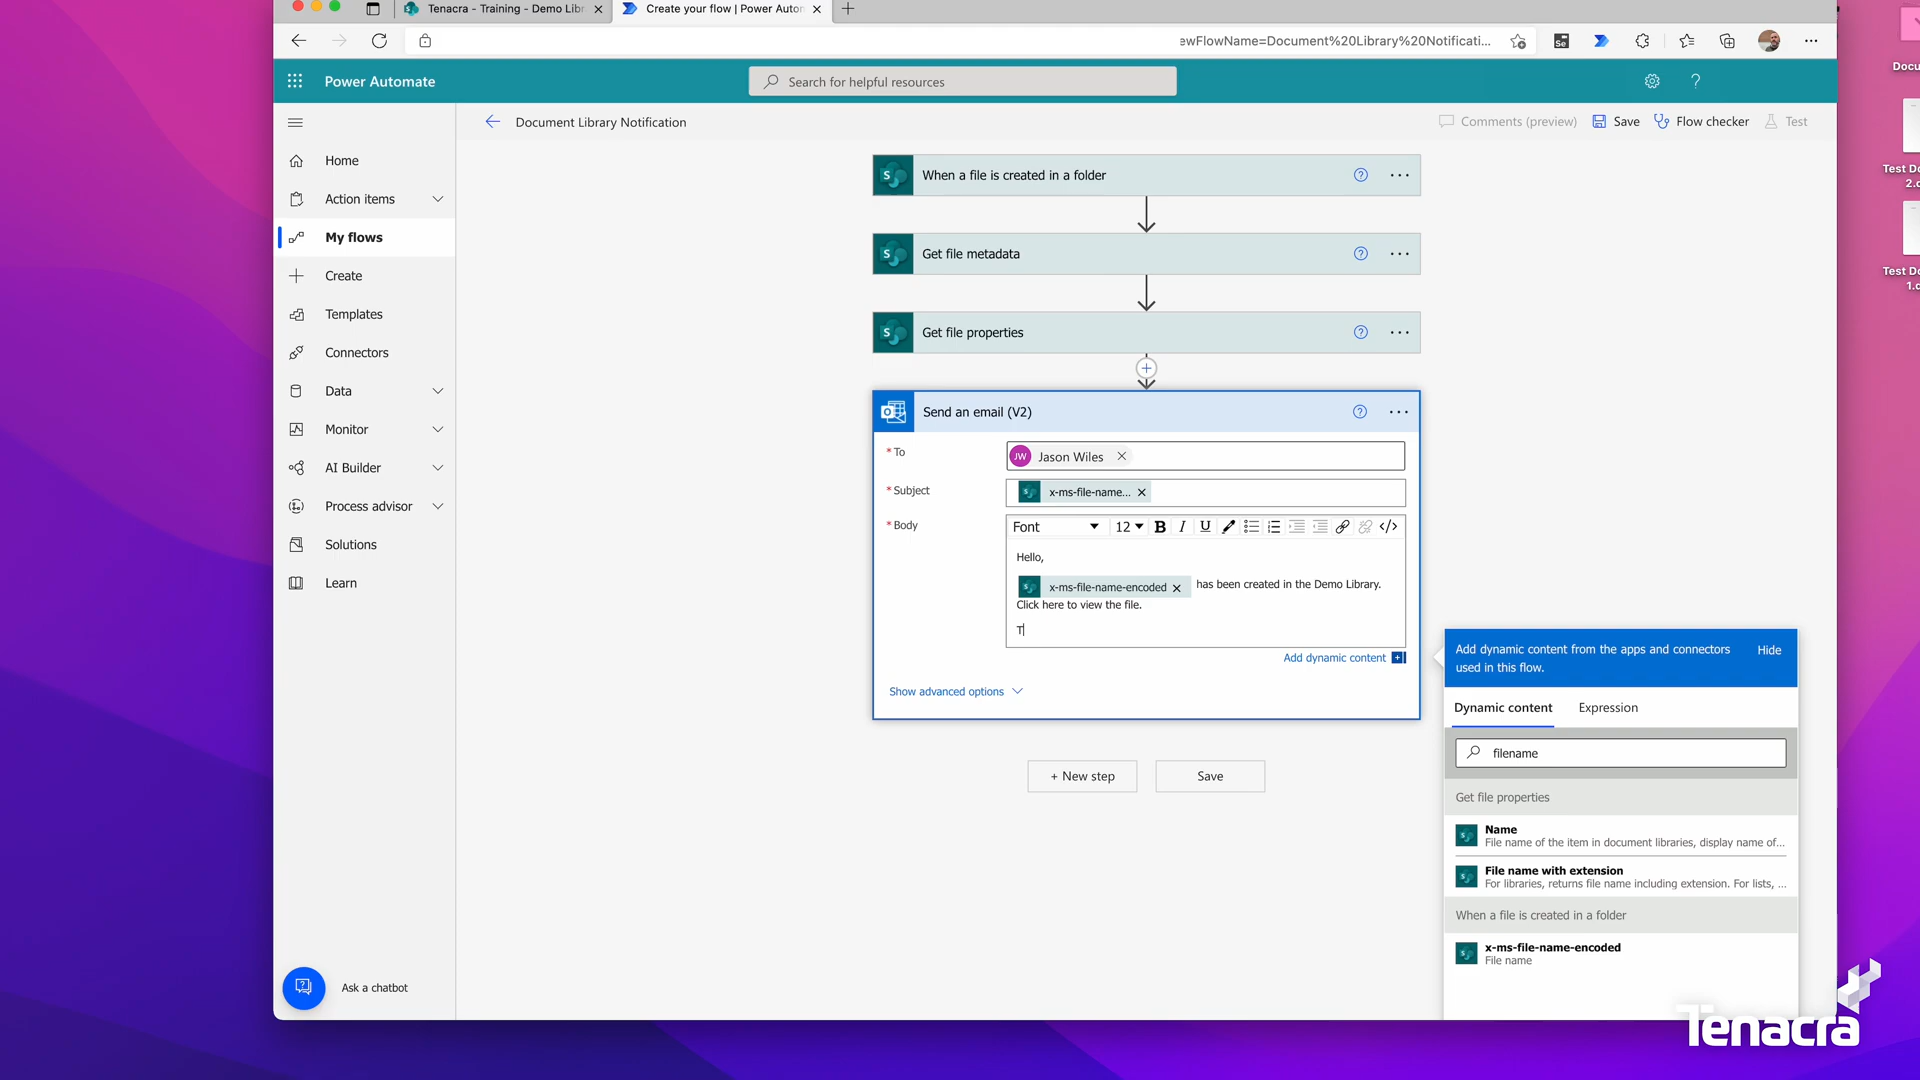 Tenacra - Training - Demo Libr
Create your flow | Power Autom
ewFlowName=Document%20Library%20Notificati...
Power Automate
Search for helpful resources
Document Library Notification
Comments (preview)
Save
Flow checker
Test
Home
Action items
My flows
Create
Templates
Connectors
Data
Monitor
AI Builder
Process advisor
Solutions
Learn
Ask a chatbot
When a file is created in a folder
Get file metadata
Get file properties
Send an email (V2)
* To
JW Jason Wiles
* Subject
x-ms-file-name...
* Body
Font
12
B I U
Hello,
x-ms-file-name-encoded has been created in the Demo Library.
Click here to view the file.
T
Add dynamic content
Show advanced options
+ New step
Save
Add dynamic content from the apps and connectors
used in this flow.
Hide
Dynamic content
Expression
filename
Get file properties
Name
File name of the item in document libraries, display name of...
File name with extension
For libraries, returns file name including extension. For lists, ...
When a file is created in a folder
x-ms-file-name-encoded
File name
Docu
Test Do
2.d
Test Do
1.d
Tenacra